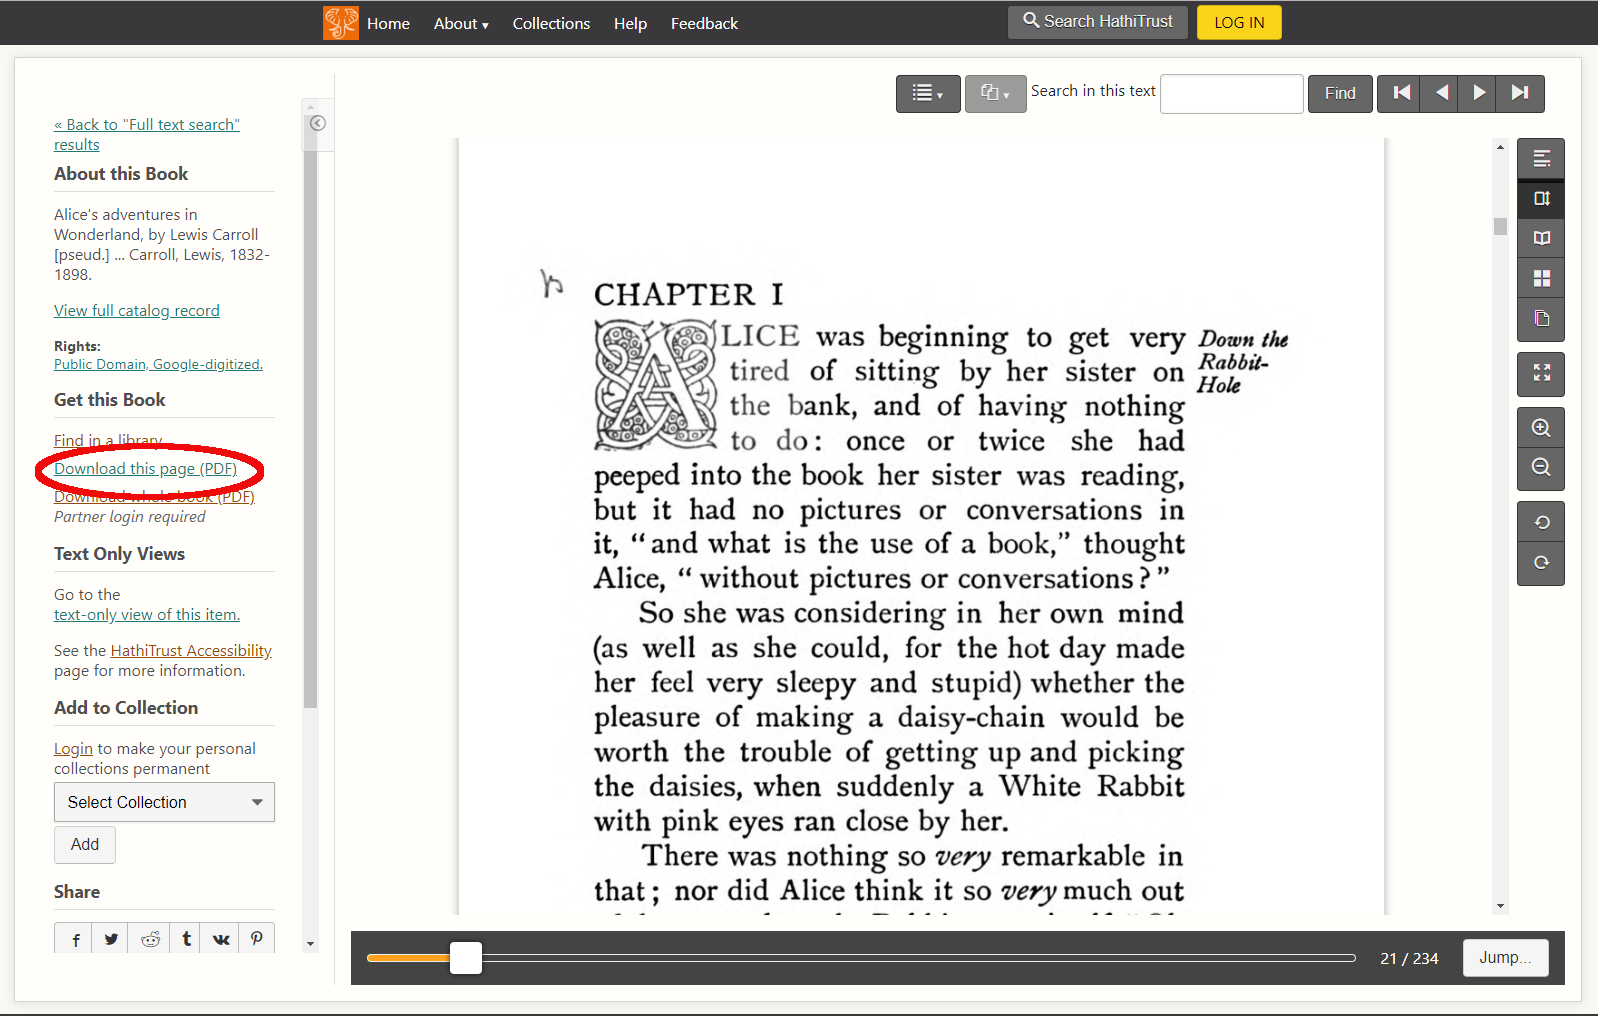 Home About Collections Help Feedback Search HathiTrust LOG IN
« Back to "Full text search"
results
About this Book
Alice's adventures in
Wonderland, by Lewis Carroll
[pseud.] ... Carroll, Lewis, 1832-
1898.
View full catalog record
Rights:
Public Domain, Google-digitized.
Get this Book
Find in a library
Download this page (PDF)
Download whole book (PDF)
Partner login required
Text Only Views
Go to the
text-only view of this item.
See the HathiTrust Accessibility
page for more information.
Add to Collection
Login to make your personal
collections permanent
Select Collection
Add
Share
Search in this text Find
CHAPTER I
ALICE was beginning to get very
tired of sitting by her sister on
the bank, and of having nothing
to do: once or twice she had
peeped into the book her sister was reading,
but it had no pictures or conversations in
it, “and what is the use of a book,” thought
Alice, “without pictures or conversations?”
So she was considering in her own mind
(as well as she could, for the hot day made
her feel very sleepy and stupid) whether the
pleasure of making a daisy-chain would be
worth the trouble of getting up and picking
the daisies, when suddenly a White Rabbit
with pink eyes ran close by her.
There was nothing so very remarkable in
that; nor did Alice think it so very much out
Down the
Rabbit-
Hole
21 / 234 Jump...